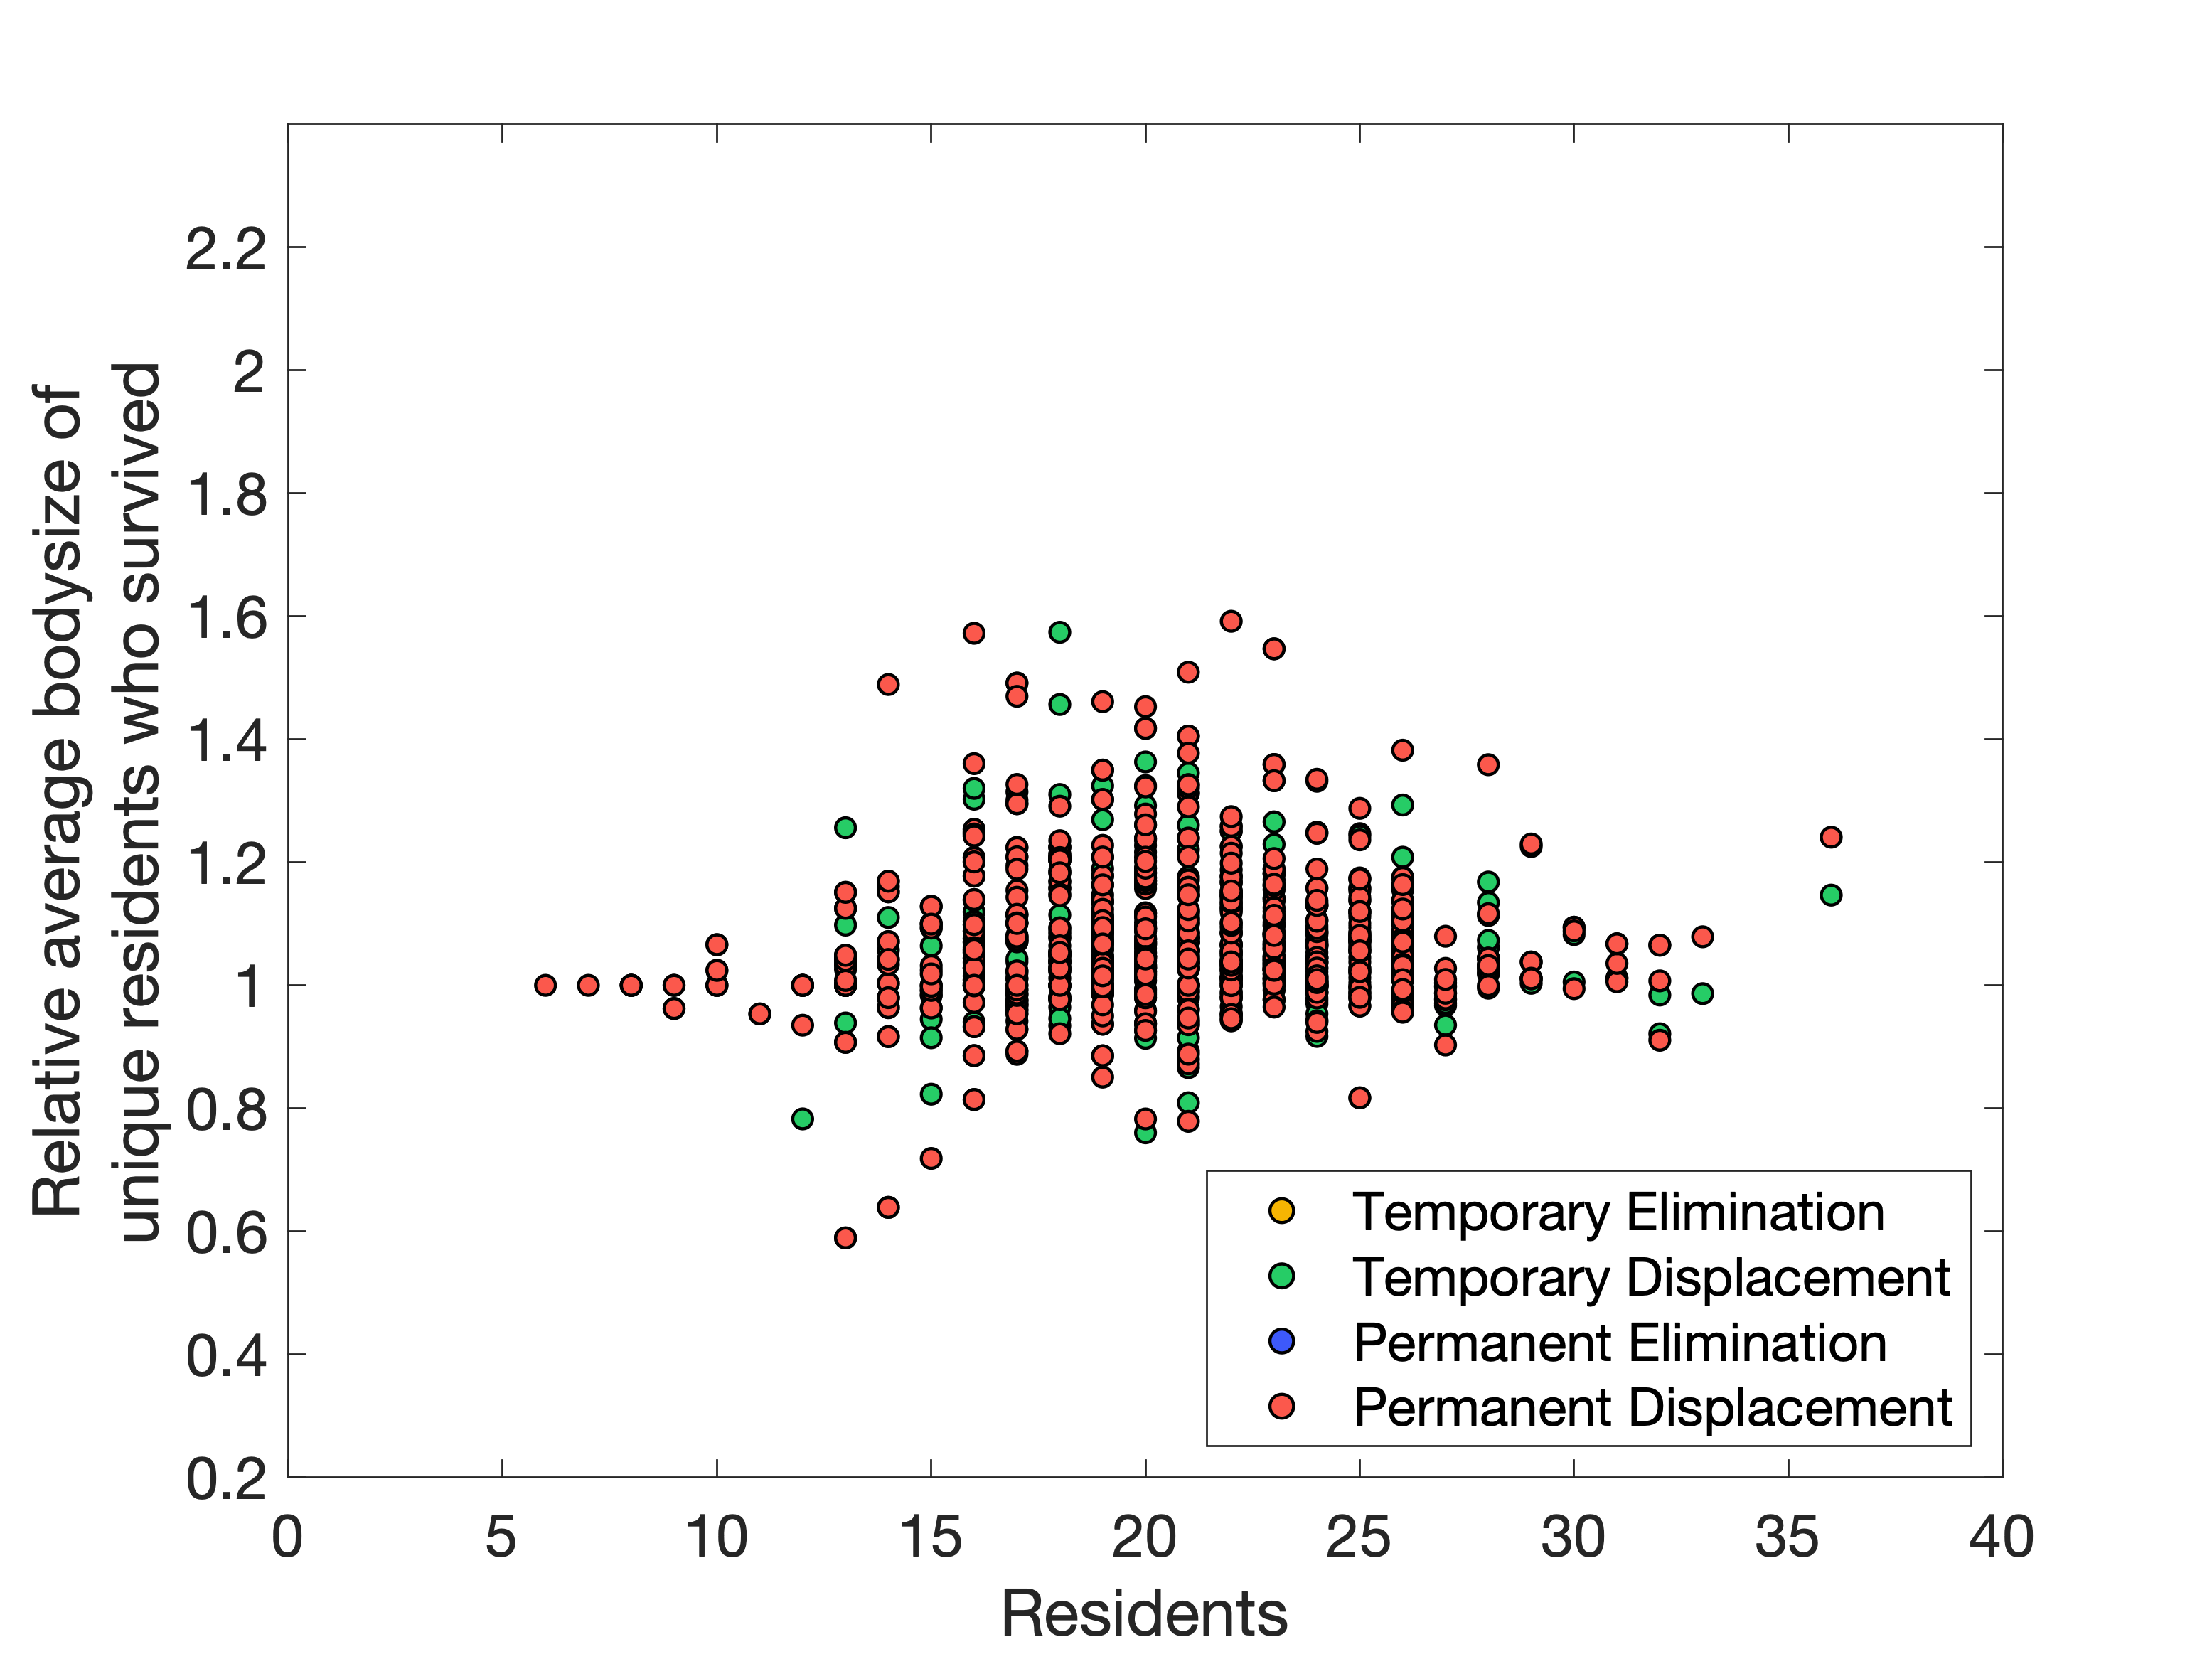 Relative average bodysize of
unique residents who survived
2.2
2
1.8
1.6
1.4
1.2
1
0.8
0.6
0.4
0.2
Temporary Elimination
Temporary Displacement
Permanent Elimination
Permanent Displacement
0 5 10 15 20 25 30 35 40
Residents